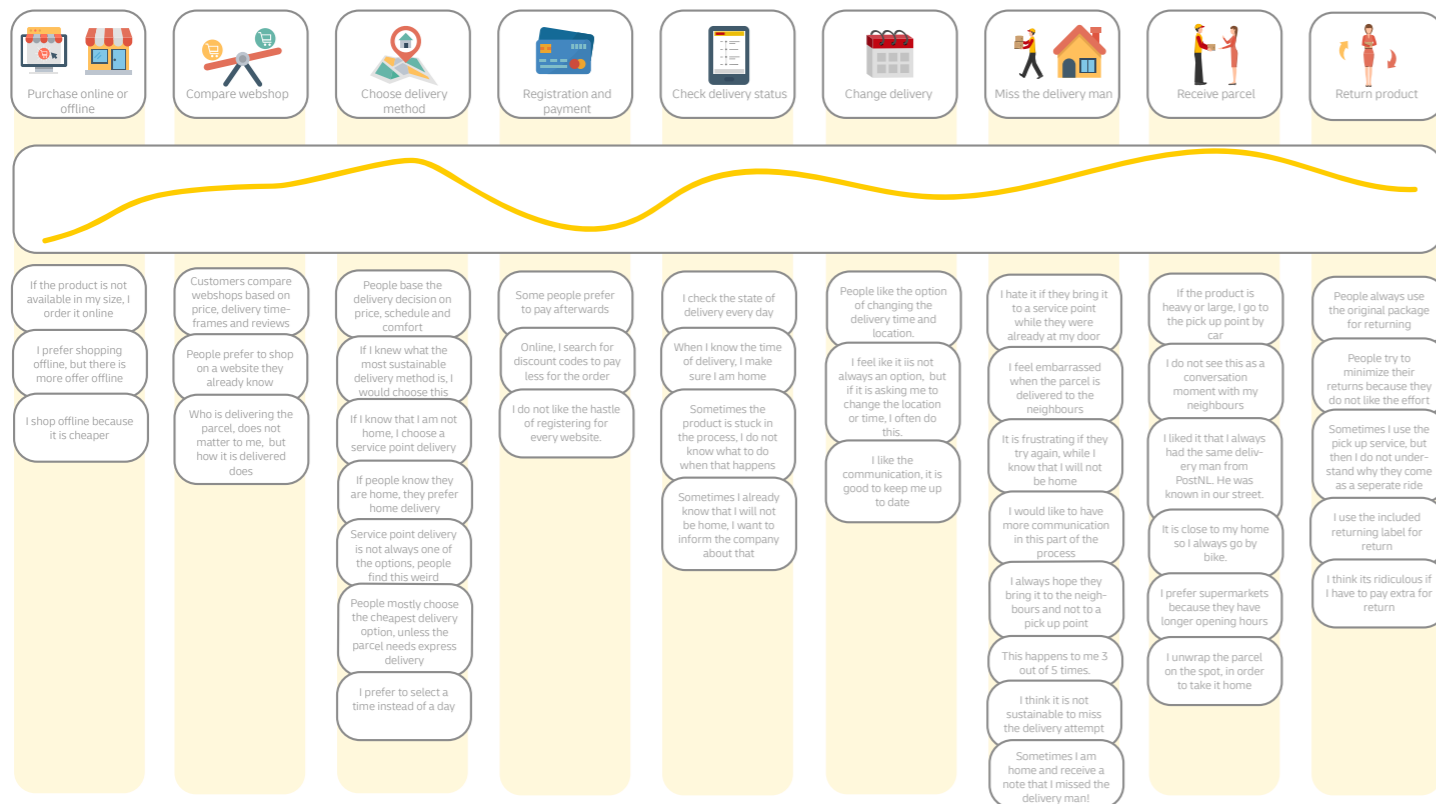 Purchase online or
offline
Compare webshop
Choose delivery
method
Registration and
payment
Check delivery status
Change delivery
Miss the delivery man
Receive parcel
Return product
If the product is not
available in my size, I
order it online
I prefer shopping
offline, but there is
more offer offline
I shop offline because
it is cheaper
Customers compare
webshops based on
price, delivery time-
frames and reviews
People prefer to shop
on a website they
already know
Who is delivering the
parcel, does not
matter to me, but
how it is delivered
does
People base the
delivery decision on
price, schedule and
comfort
If I knew what the
most sustainable
delivery method is, I
would choose this
If I know that I am not
home, I choose a
service point delivery
If people know they
are home, they prefer
home delivery
Service point delivery
is not always one of
the options, people
find this weird
People mostly choose
the cheapest delivery
option, unless the
parcel needs express
delivery
I prefer to select a
time instead of a day
Some people prefer
to pay afterwards
Online, I search for
discount codes to pay
less for the order
I do not like the hastle
of registering for
every website.
I check the state of
delivery every day
When I know the time
of delivery, I make
sure I am home
Sometimes the
product is stuck in
the process, I do not
know what to do
when that happens
Sometimes I already
know that I will not
be home, I want to
inform the company
about that
People like the option
of changing the
delivery time and
location.
I feel like it iis not
always an option, but
if it is asking me to
change the location
or time, I often do
this.
I like the
communication, it is
good to keep me up
to date
I hate it if they bring it
to a service point
while they were
already at my door
I feel embarrassed
when the parcel is
delivered to the
neighbours
It is frustrating if they
try again, while I
know that I will not
be home
I would like to have
more communication
in this part of the
process
I always hope they
bring it to the neigh-
bours and not to a
pick up point
This happens to me 3
out of 5 times.
I think it is not
sustainable to miss
the delivery attempt
Sometimes I am
home and receive a
note that I missed the
delivery man!
If the product is
heavy or large, I go to
the pick up point by
car
I do not see this as a
conversation
moment with my
neighbours
I liked it that I always
had the same deliv-
ery man from
PostNL. He was
known in our street.
It is close to my home
so I always go by
bike.
I prefer supermarkets
because they have
longer opening hours
I unwrap the parcel
on the spot, in order
to take it home
People always use
the original package
for returning
People try to
minimize their
returns because they
do not like the effort
Sometimes I use the
pick up service, but
then I do not under-
stand why they come
as a seperate ride
I use the included
returning label for
return
I think its ridiculous if
I have to pay extra for
return